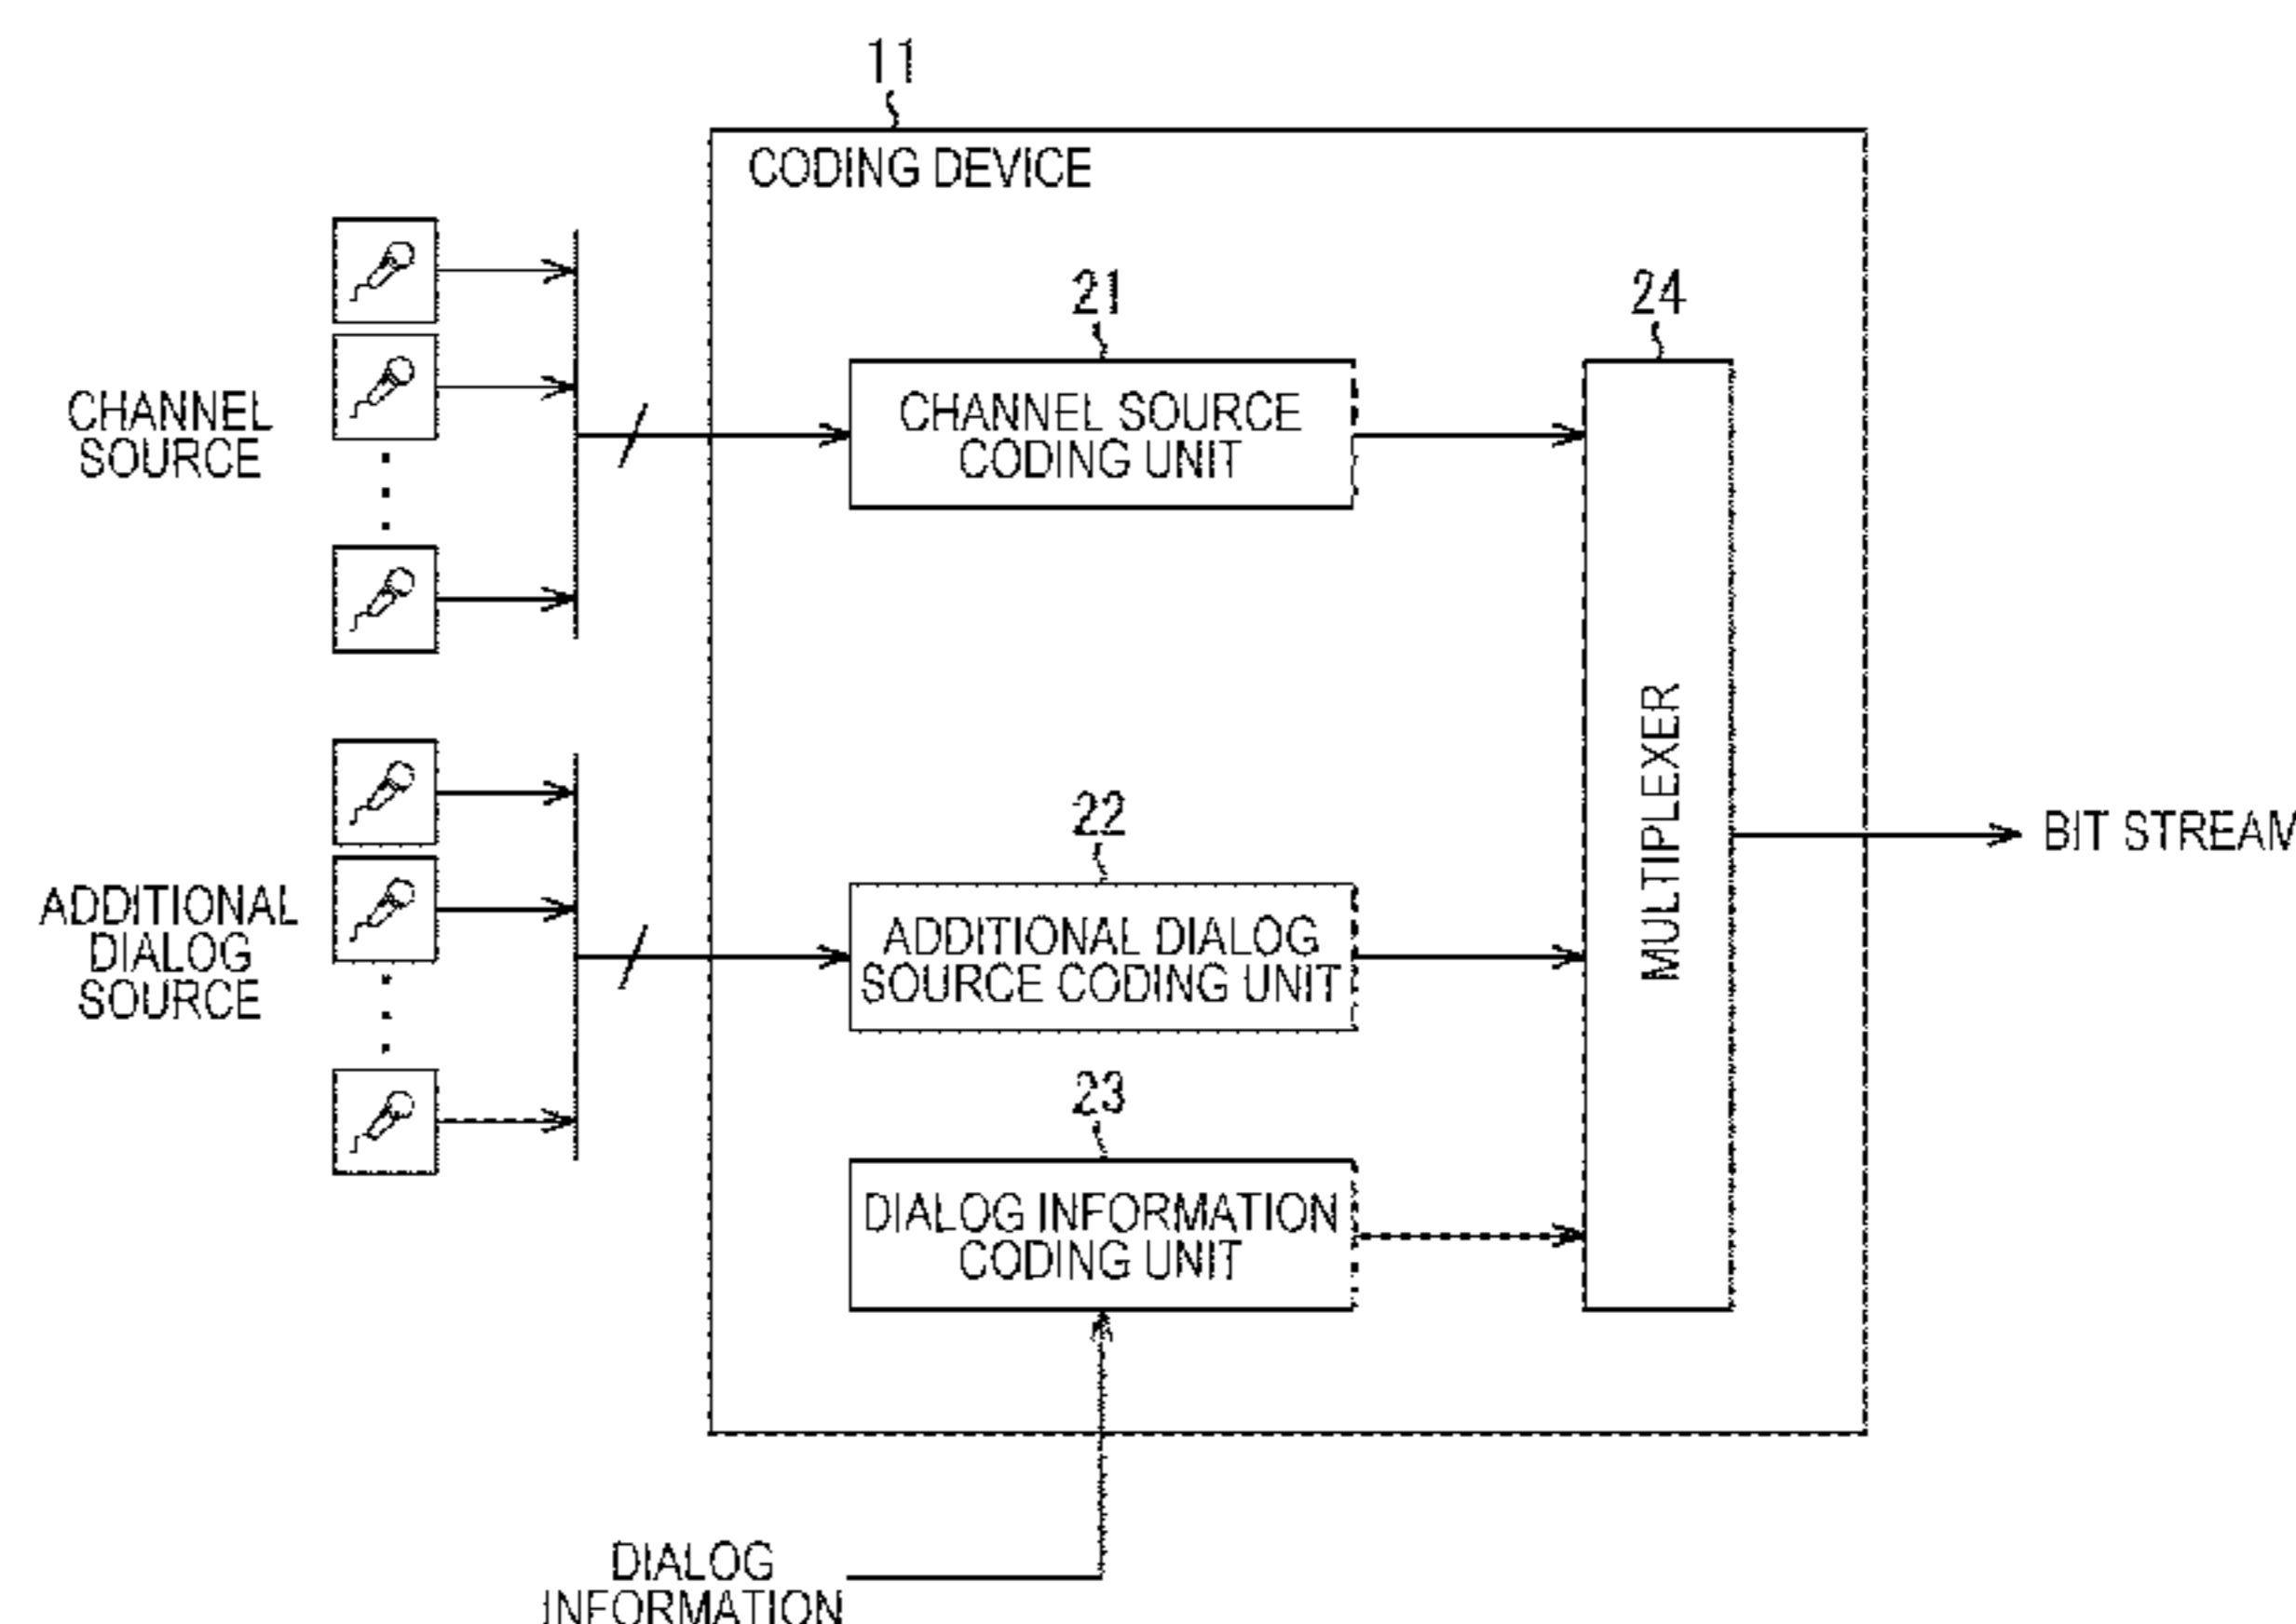 11
CODING DEVICE
21
24
CHANNEL
SOURCE
CHANNEL SOURCE
CODING UNIT
MULTIPLEXER
22
BIT STREAM
ADDITIONAL
DIALOG
SOURCE
ADDITIONAL DIALOG
SOURCE CODING UNIT
23
DIALOG INFORMATION
CODING UNIT
DIALOG
INFORMATION